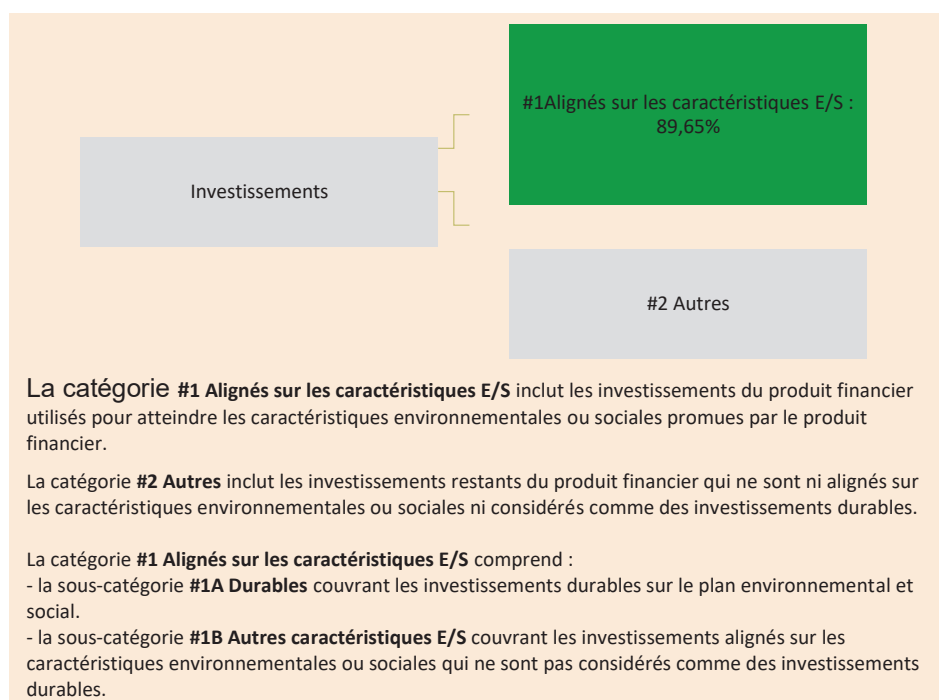 #1Alignés sur les caractéristiques E/S :
89,65%
Investissements
#2 Autres
La catégorie #1 Alignés sur les caractéristiques E/S inclut les investissements du produit financier
utilisés pour atteindre les caractéristiques environnementales ou sociales promues par le produit
financier.
La catégorie #2 Autres inclut les investissements restants du produit financier qui ne sont ni alignés sur
les caractéristiques environnementales ou sociales ni considérés comme des investissements durables.
La catégorie #1 Alignés sur les caractéristiques E/S comprend :
- la sous-catégorie #1A Durables couvrant les investissements durables sur le plan environnemental et
social.
- la sous-catégorie #1B Autres caractéristiques E/S couvrant les investissements alignés sur les
caractéristiques environnementales ou sociales qui ne sont pas considérés comme des investissements
durables.